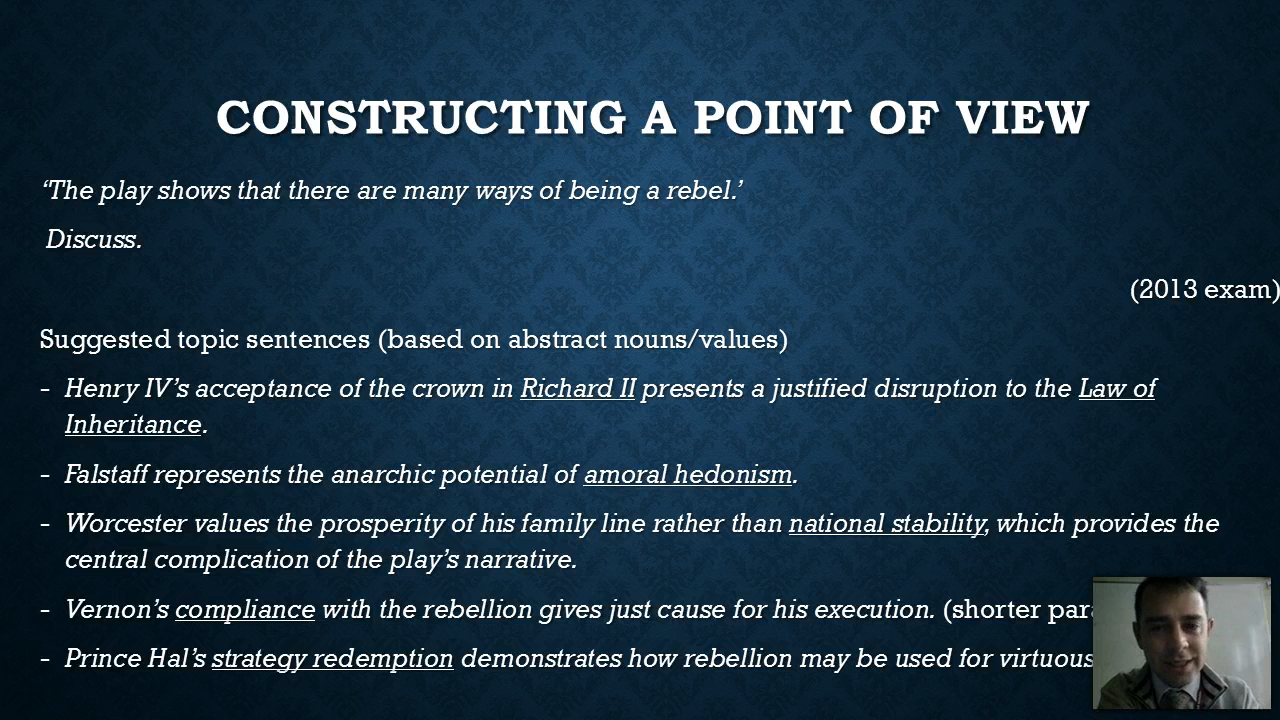 CONSTRUCTING A POINT OF VIEW
‘The play shows that there are many ways of being a rebel.’
Discuss.
(2013 exam)
Suggested topic sentences (based on abstract nouns/values)
- Henry IV’s acceptance of the crown in Richard II presents a justified disruption to the Law of
Inheritance.
- Falstaff represents the anarchic potential of amoral hedonism.
- Worcester values the prosperity of his family line rather than national stability, which provides the
central complication of the play’s narrative.
- Vernon’s compliance with the rebellion gives just cause for his execution. (shorter
- Prince Hal’s strategy redemption demonstrates how rebellion may be used for virtuous